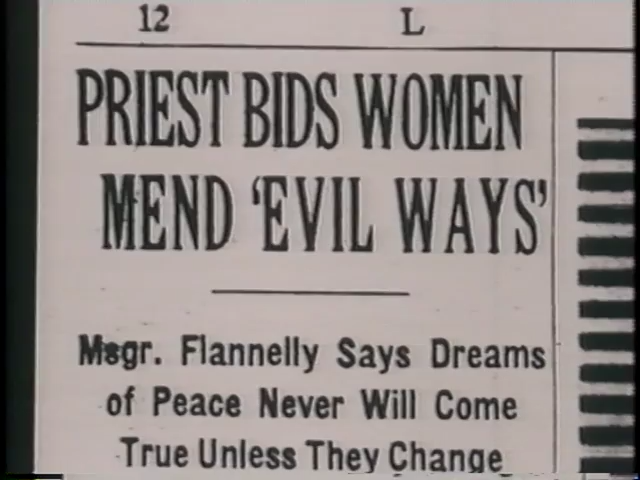 12 L
PRIEST BIDS WOMEN
MEND ‘EVIL WAYS’
Msgr. Flannelly Says Dreams
of Peace Never Will Come
True Unless They Change